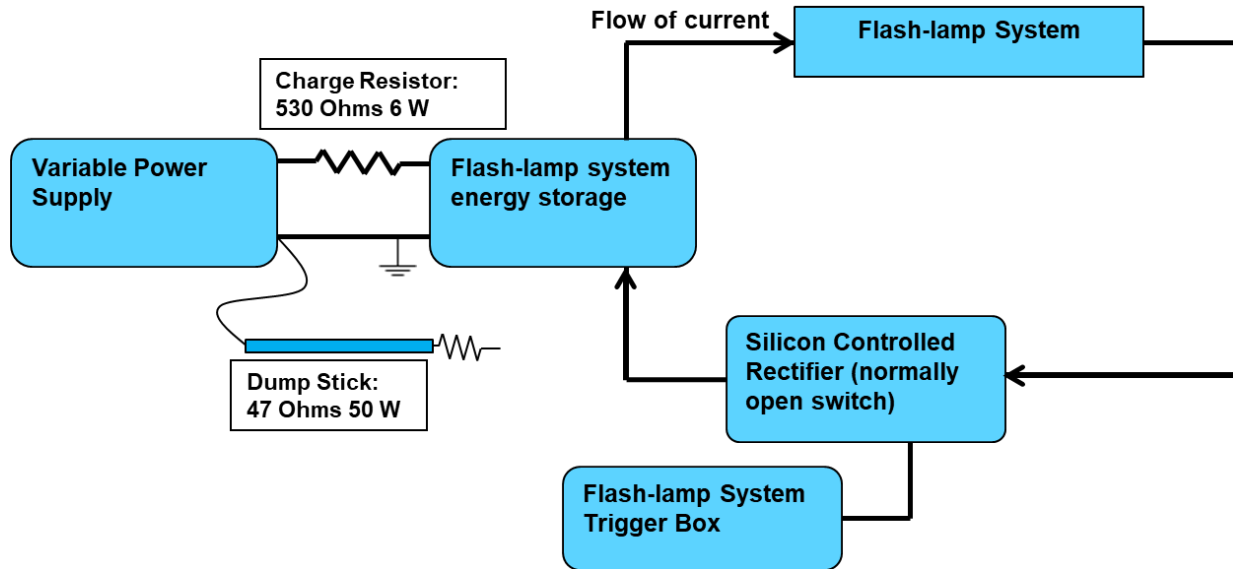 Flow of current
Flash-lamp System
Charge Resistor:
530 Ohms 6 W
Variable Power
Supply
Flash-lamp system
energy storage
Dump Stick:
47 Ohms 50 W
Silicon Controlled
Rectifier (normally
open switch)
Flash-lamp System
Trigger Box